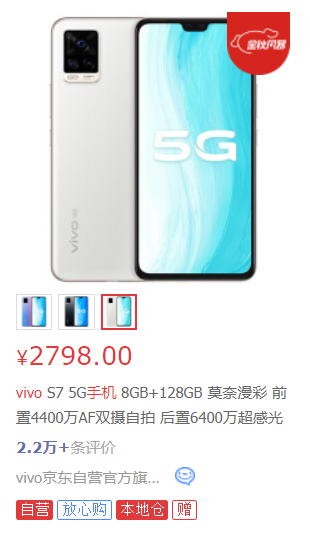 金秋风暴
5G
vivo
¥2798.00
vivo S7 5G手机 8GB+128GB 莫奈漫彩 前
置4400万AF双摄自拍 后置6400万超感光
2.2万+条评价
vivo京东自营官方旗...
自营 放心购 本地仓 赠